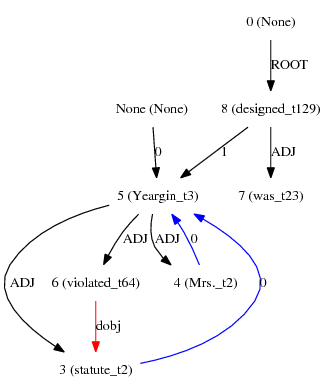 0 (None)
ROOT
None (None)
8 (designed_t129)
0
1
ADJ
5 (Yeargin_t3)
7 (was_t23)
ADJ
ADJ
0
ADJ
6 (violated_t64)
4 (Mrs._t2)
0
dobj
3 (statute_t2)